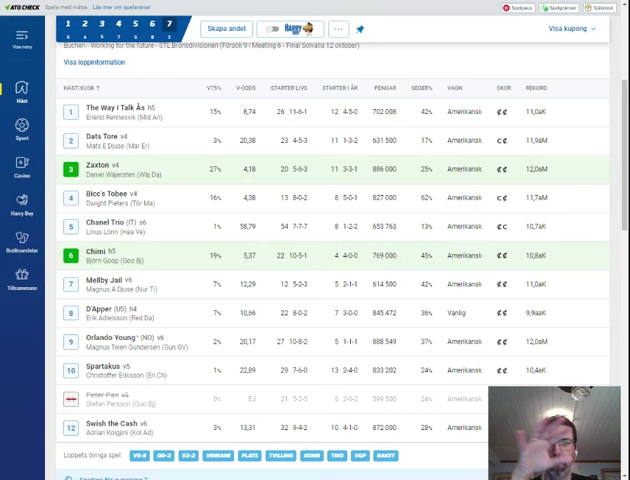 ATG CHECK
Spela med måtta.
Läs mer om spelansvar
Spelpaus
Spelgränser
Självtest
1 2 3 4 5 6 7
Skapa andel
HARRY BOY
Visa kupong
Visa meny
Häst
Sport
Casino
Harry Boy
Butiksandelar
Tillsammans
Buchen - Working for the future - STL Bronsdivisionen (Försök 9 i Meeting 6 - Final Solvalla 12 oktober)
Visa loppinformation
HÄST/KUSK ↑ V75% V-ODDS STARTER LIVS STARTER I ÅR PENGAR SEGER% VAGN SKOR REKORD
1 The Way I Talk Ås h5 15% 8,74 26 11-6-1 12 4-5-0 702 008 42% Amerikansk 11,0aK
Erlend Rennesvik (Mid An)
2 Dats Tore v4 3% 20,38 23 4-5-3 11 1-3-2 631 500 17% Amerikansk 11,9aM
Mats E Djuse (Mar Er)
3 Zaxton v4 27% 4,18 20 5-6-3 11 3-3-1 886 000 25% Amerikansk 12,0aM
Daniel Wäjersten (Wäj Da)
4 Bicc's Tobee v4 16% 4,38 13 8-0-2 8 5-0-1 827 000 62% Amerikansk 11,7aM
Dwight Pieters (Tör Ma)
5 Chanel Trio (IT) s6 1% 58,79 54 7-7-7 8 1-2-2 653 763 13% Amerikansk 10,7aK
Linus Lönn (Haa Ve)
6 Chimi h5 19% 5,37 22 10-5-1 4 4-0-0 769 000 45% Amerikansk 10,8aK
Björn Goop (Goo Bj)
7 Mellby Jail v6 7% 12,29 12 5-2-3 5 2-1-1 614 500 42% Amerikansk 11,0aK
Magnus A Djuse (Nur Ti)
8 D'Apper (US) h4 7% 10,66 22 8-0-2 7 3-0-0 845 472 36% Vanlig 9,9aaK
Erik Adielsson (Red Da)
9 Orlando Young* (NO) v6 2% 20,17 27 10-8-2 5 1-1-1 888 549 37% Amerikansk 12,0aM
Magnus Teien Gundersen (Gun GV)
10 Spartakus v5 1% 22,89 29 7-6-0 13 2-4-0 833 202 24% Amerikansk 10,4aK
Christoffer Eriksson (Eri Ch)
Peter Pan v5 0% EJ 21 5-2-5 6 2-0-2 599 500 24% Amerikansk
Stefan Persson (Goo Bj)
12 Swish the Cash v6 3% 13,31 32 9-4-2 10 4-1-0 872 000 28% Amerikansk
Adrian Kolgjini (Kol Ad)
Loppets övriga spel: V5-5 DD-2 V3-2 VINNARE PLATS TVILLING KOMB TRIO VGP RAKET